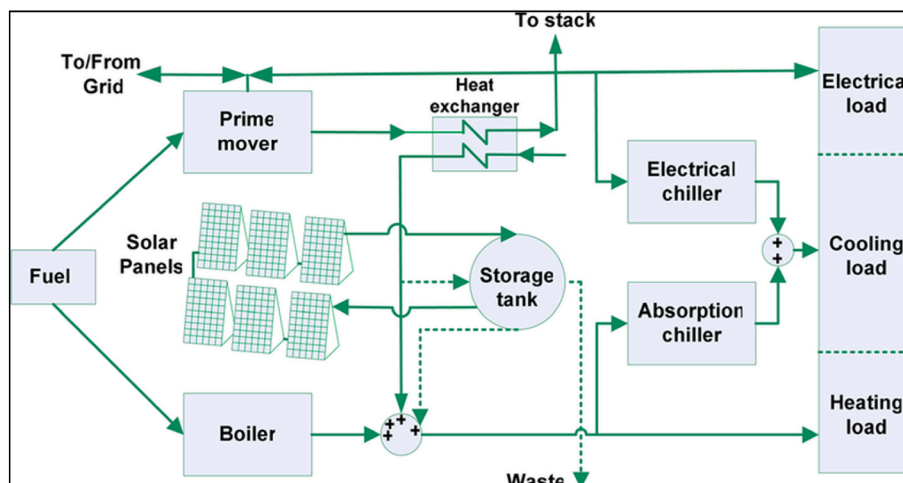 To stack
To/From
Grid
Heat
exchanger
Electrical
load
Prime
mover
Electrical
chiller
Solar
Panels
Storage
tank
Cooling
load
Fuel
Absorption
chiller
Boiler
Heating
load
Waste
+
+
+
+
+
+